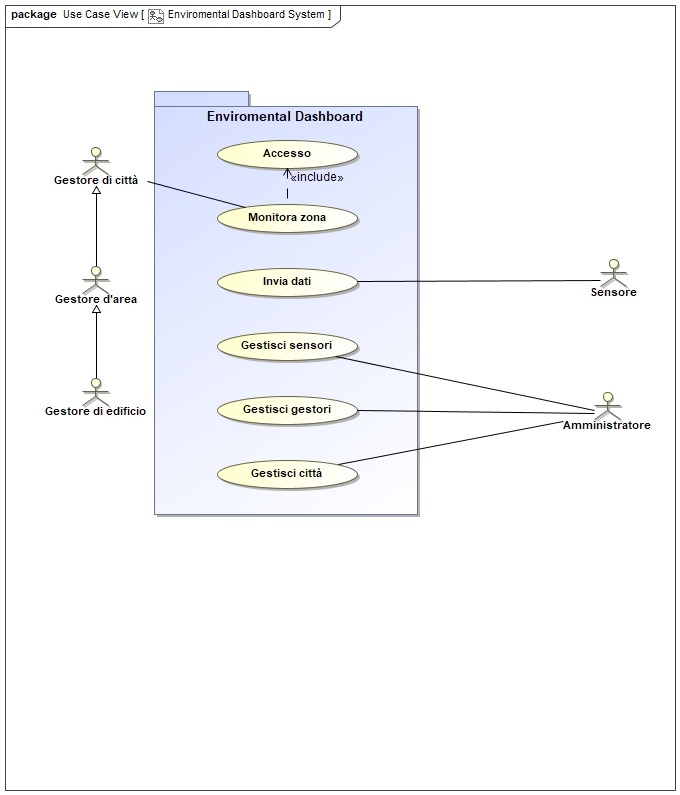 package Use Case View [ Enviromental Dashboard System ]
Enviromental Dashboard
Accesso
«include»
Gestore di città
Monitora zona
Invia dati
Gestore d'area
Sensore
Gestisci sensori
Gestore di edificio
Gestisci gestori
Amministratore
Gestisci città